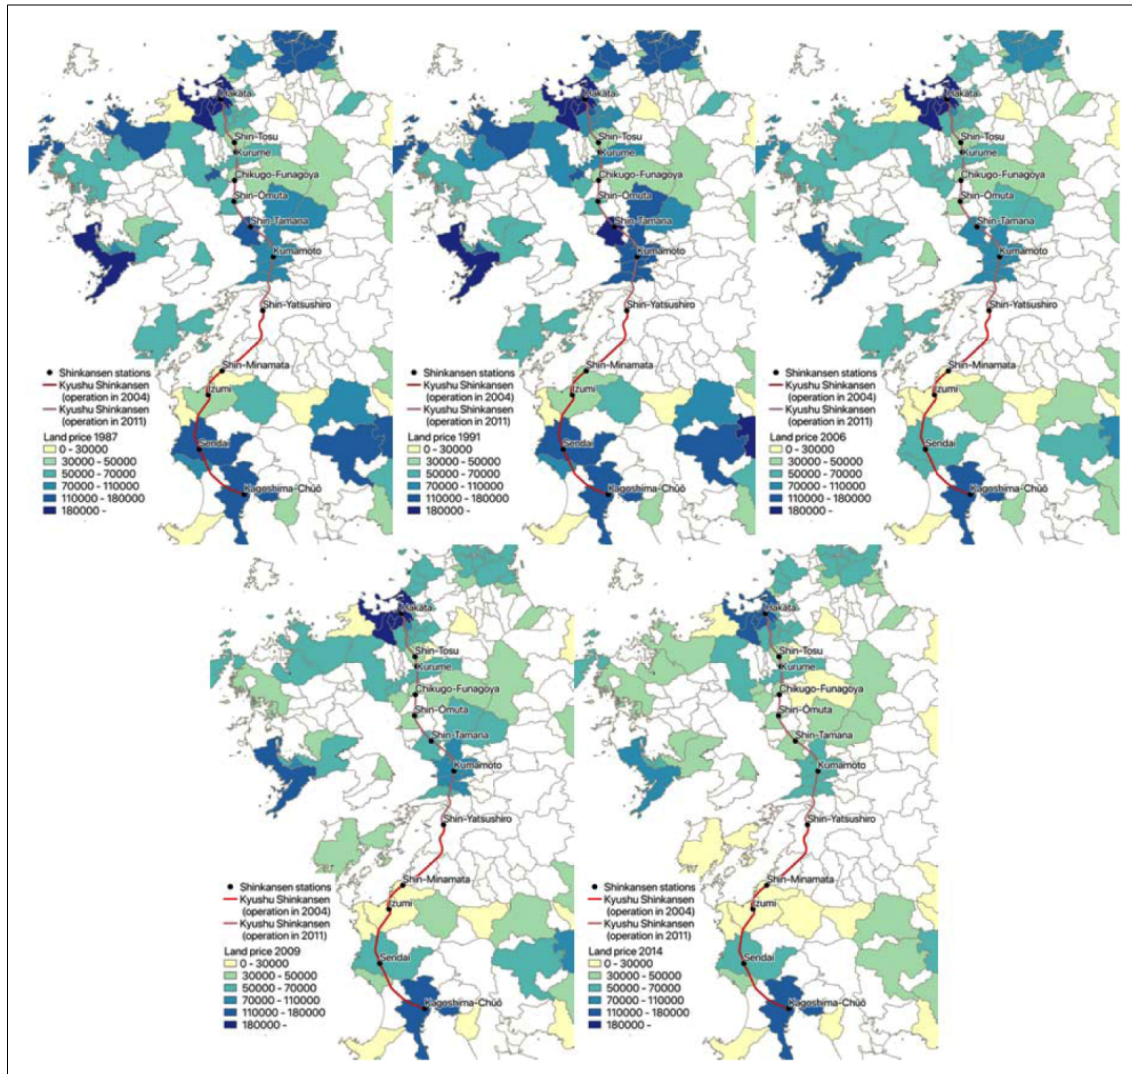 Hakata
Shin-Tosu
Kurume
Chikugo-Funagoya
Shin-Ōmuta
Shin-Tamana
Kumamoto
Shin-Yatsushiro
Shin-Minamata
Izumi
Sendai
Kagoshima-Chūō
Shinkansen stations
Kyushu Shinkansen
(operation in 2004)
Kyushu Shinkansen
(operation in 2011)
Land price 1987
0 - 30000
30000 - 50000
50000 - 70000
70000 - 110000
110000 - 180000
180000 -
Hakata
Shin-Tosu
Kurume
Chikugo-Funagoya
Shin-Ōmuta
Shin-Tamana
Kumamoto
Shin-Yatsushiro
Shin-Minamata
Izumi
Sendai
Kagoshima-Chūō
Shinkansen stations
Kyushu Shinkansen
(operation in 2004)
Kyushu Shinkansen
(operation in 2011)
Land price 1991
0 - 30000
30000 - 50000
50000 - 70000
70000 - 110000
110000 - 180000
180000 -
Hakata
Shin-Tosu
Kurume
Chikugo-Funagoya
Shin-Ōmuta
Shin-Tamana
Kumamoto
Shin-Yatsushiro
Shin-Minamata
Izumi
Sendai
Kagoshima-Chūō
Shinkansen stations
Kyushu Shinkansen
(operation in 2004)
Kyushu Shinkansen
(operation in 2011)
Land price 2006
0 - 30000
30000 - 50000
50000 - 70000
70000 - 110000
110000 - 180000
180000 -
Hakata
Shin-Tosu
Kurume
Chikugo-Funagoya
Shin-Ōmuta
Shin-Tamana
Kumamoto
Shin-Yatsushiro
Shin-Minamata
Izumi
Sendai
Kagoshima-Chūō
Shinkansen stations
Kyushu Shinkansen
(operation in 2004)
Kyushu Shinkansen
(operation in 2011)
Land price 2009
0 - 30000
30000 - 50000
50000 - 70000
70000 - 110000
110000 - 180000
180000 -
Hakata
Shin-Tosu
Kurume
Chikugo-Funagoya
Shin-Ōmuta
Shin-Tamana
Kumamoto
Shin-Yatsushiro
Shin-Minamata
Izumi
Sendai
Kagoshima-Chūō
Shinkansen stations
Kyushu Shinkansen
(operation in 2004)
Kyushu Shinkansen
(operation in 2011)
Land price 2014
0 - 30000
30000 - 50000
50000 - 70000
70000 - 110000
110000 - 180000
180000 -